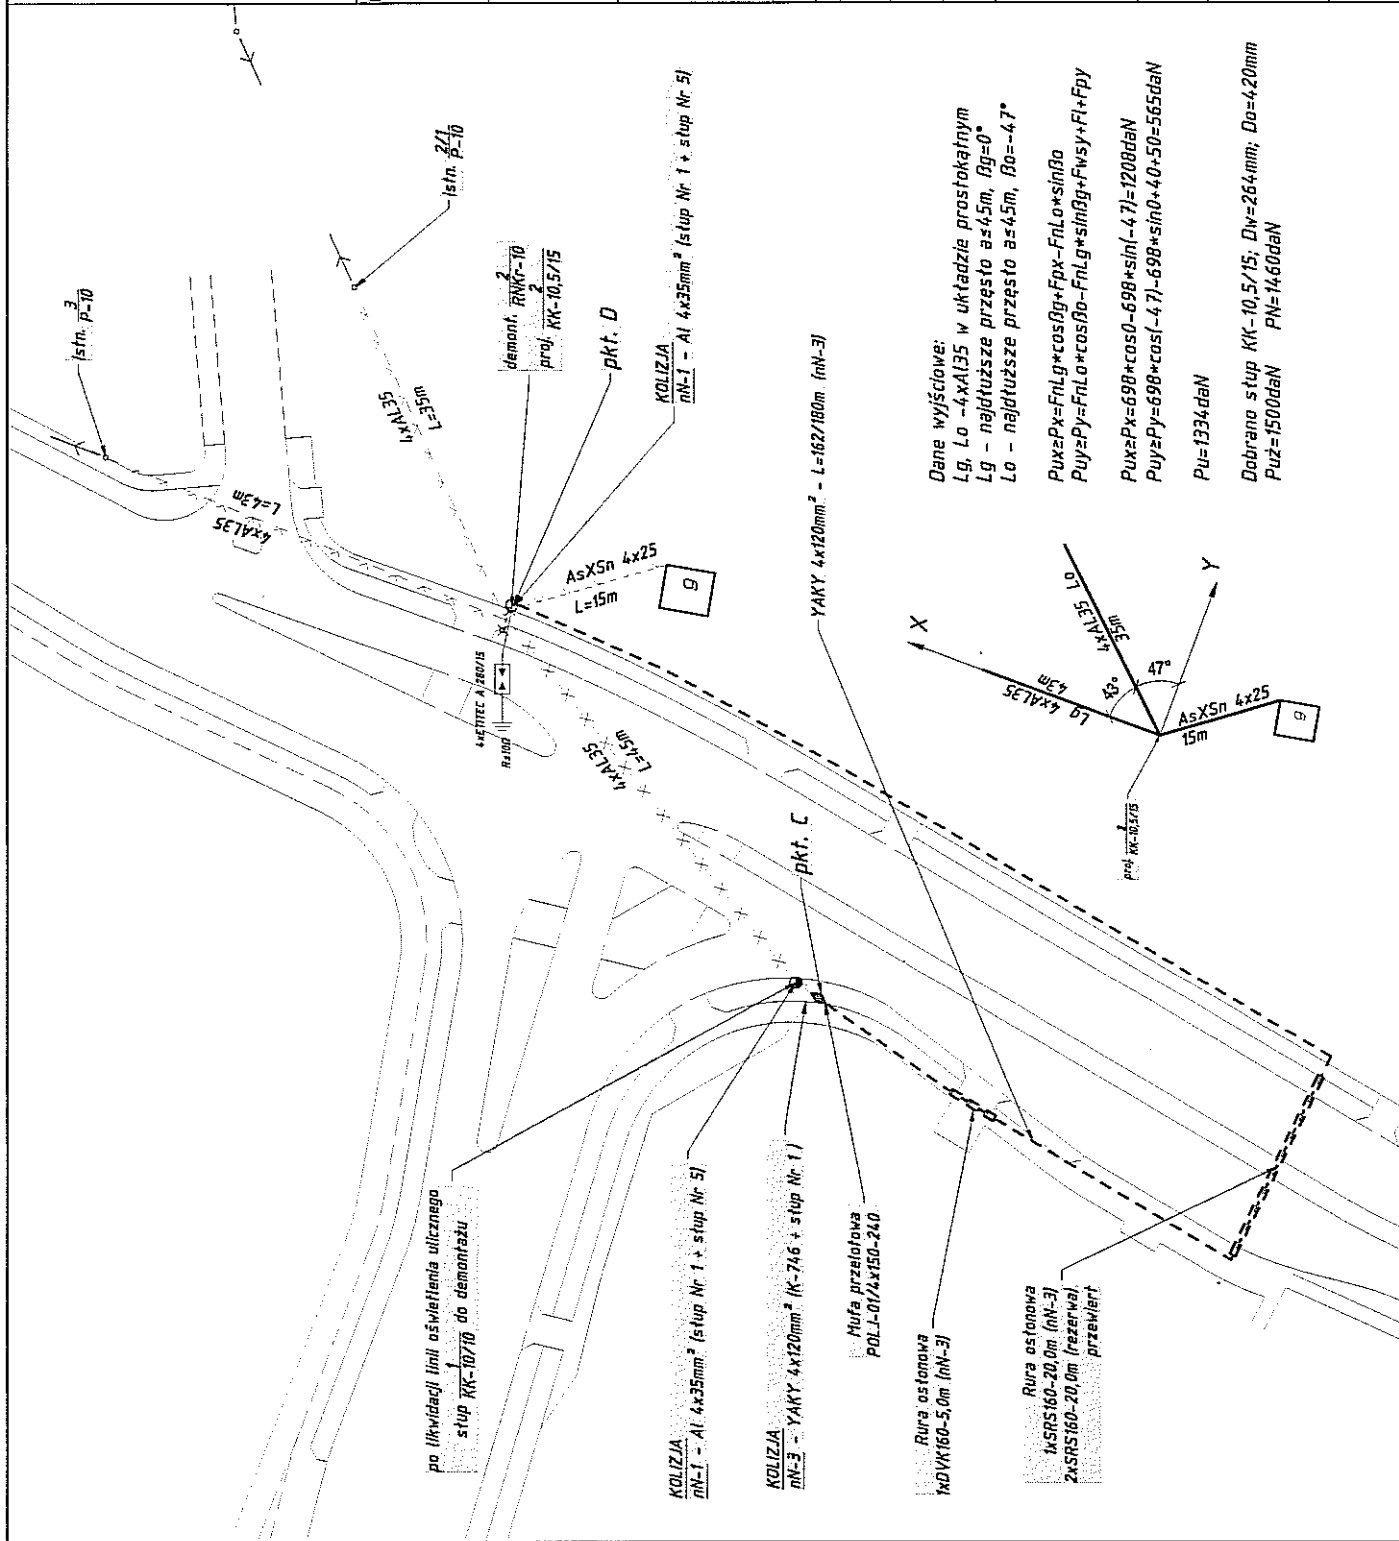 Istn. 3
P-10
Istn. 2/1
P-10
4xAL35
L=43m
4xAL35
L=35m
demont. 2
RNKr-10
proj. 2
KK-10,5/15
pkt. D
KOLIZJA
nN-1 - Al 4x35mm² (słup Nr 1 ÷ słup Nr 5)
4xETITEC A 280/15
R≤10Ω
AsXSn 4x25
L=15m
g
4xAL35
L=45m
YAKY 4x120mm² - L=162/180m (nN-3)
pkt. C
po likwidacji linii oświetlenia ulicznego
słup 1
KK-10/10 do demontażu
KOLIZJA
nN-1 - Al 4x35mm² (słup Nr 1 ÷ słup Nr 5)
KOLIZJA
nN-3 - YAKY 4x120mm² (K-746 ÷ słup Nr 1)
Mufa przelotowa
POLJ-01/4x150-240
Rura osłonowa
1xDVK160-5,0m (nN-3)
Rura osłonowa
1xSRS160-20,0m (nN-3)
2xSRS160-20,0m (rezerwa)
przewiert
Dane wyjściowe:
Lg, Lo -4xAl35 w układzie prostokątnym
Lg - najdłuższe przęsło a≤45m, βg=0°
Lo - najdłuższe przęsło a≤45m, βo=-47°
Pux≥Px=FnLg*cosβg+Fpx-FnLo*sinβo
Puy≥Py=FnLo*cosβo-FnLg*sinβg+Fwsy+Fl+Fpy
Pux≥Px=698*cos0-698*sin(-47)=1208daN
Puy≥Py=698*cos(-47)-698*sin0+40+50=565daN
Pu=1334daN
Dobrano słup KK-10,5/15; Dw=264mm; Do=420mm
Puż=1500daN PN=1460daN
X
Y
Lg 4xAL35
43m
4xAL35 Lo
35m
43°
47°
AsXSn 4x25
15m
g
proj. KK-10,5/15